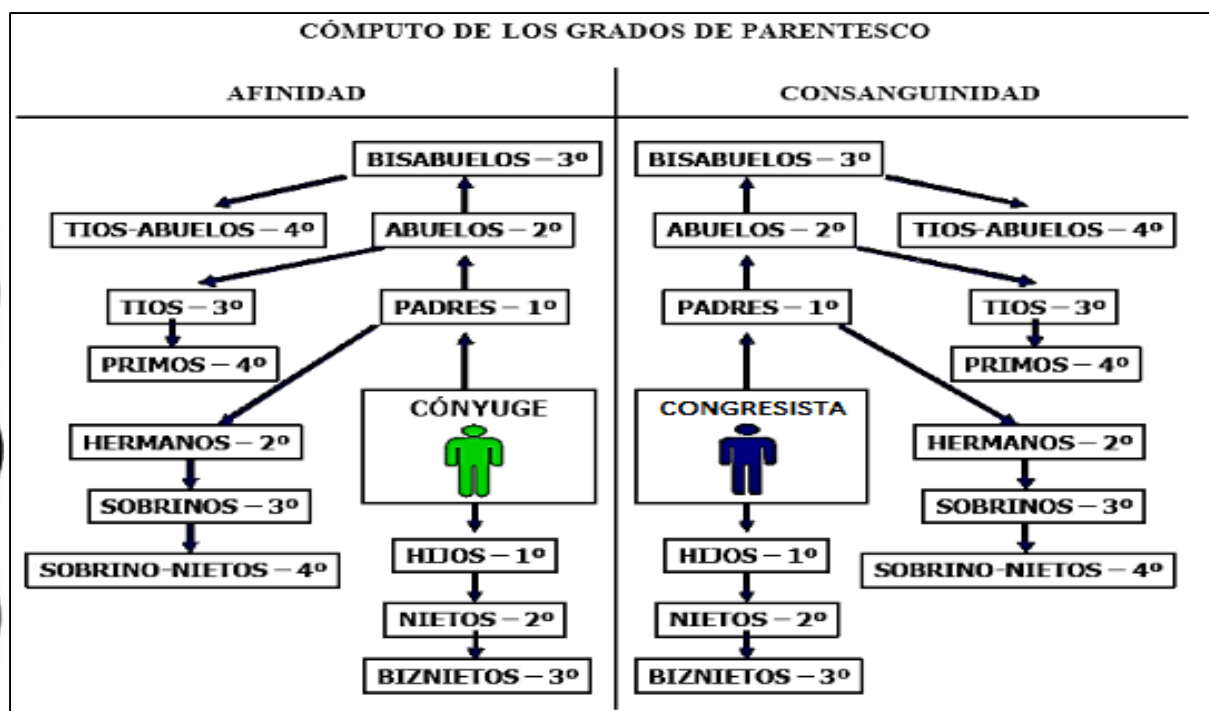 CÓMPUTO DE LOS GRADOS DE PARENTESCO
AFINIDAD
BISABUELOS – 3º
TIOS-ABUELOS – 4º
ABUELOS – 2º
TIOS – 3º
PADRES – 1º
PRIMOS – 4º
CÓNYUGE
HERMANOS – 2º
SOBRINOS – 3º
HIJOS – 1º
SOBRINO-NIETOS – 4º
NIETOS – 2º
BIZNIETOS – 3º
CONSANGUINIDAD
BISABUELOS – 3º
ABUELOS – 2º
TIOS-ABUELOS – 4º
PADRES – 1º
TIOS – 3º
PRIMOS – 4º
CONGRESISTA
HERMANOS – 2º
SOBRINOS – 3º
HIJOS – 1º
SOBRINO-NIETOS – 4º
NIETOS – 2º
BIZNIETOS – 3º